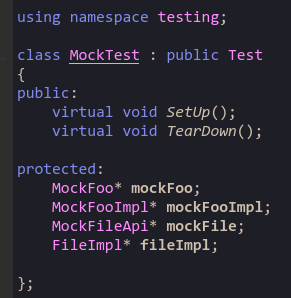 using namespace testing;
class MockTest : public Test
{
public:
virtual void SetUp();
virtual void TearDown();
protected:
MockFoo* mockFoo;
MockFooImpl* mockFooImpl;
MockFileApi* mockFile;
FileImpl* fileImpl;
};